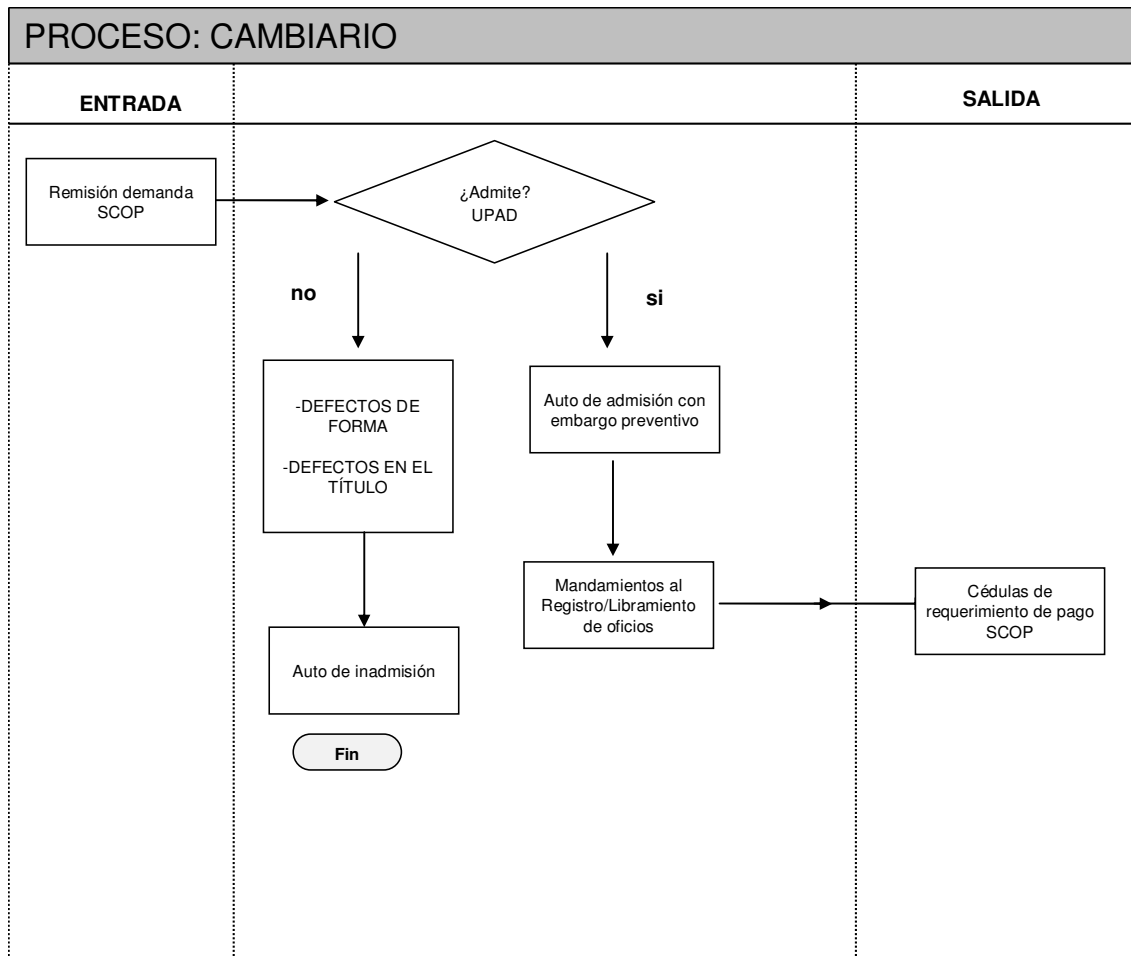 PROCESO: CAMBIARIO
ENTRADA
SALIDA
Remisión demanda
SCOP
¿Admite?
UPAD
no
si
-DEFECTOS DE
FORMA
-DEFECTOS EN EL
TÍTULO
Auto de admisión con
embargo preventivo
Mandamientos al
Registro/Libramiento
de oficios
Cédulas de
requerimiento de pago
SCOP
Auto de inadmisión
Fin